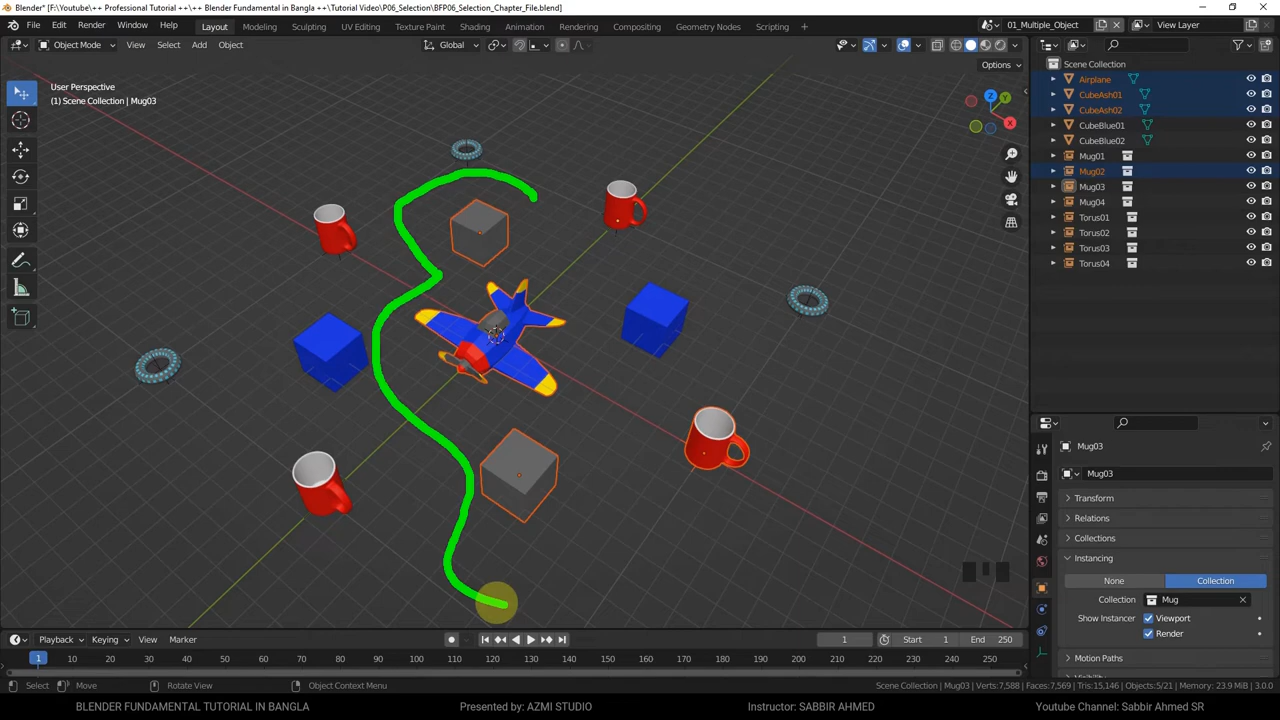 Blender* [F:\Youtube\++ Professional Tutorial ++\++ Blender Fundamental in Bangla ++\Tutorial Video\P06_Selection\BFP06_Selection_Chapter_File.blend]
File Edit Render Window Help Layout Modeling Sculpting UV Editing Texture Paint Shading Animation Rendering Compositing Geometry Nodes Scripting + 01_Multiple_Object View Layer
Object Mode View Select Add Object Global
Options
User Perspective
(1) Scene Collection | Mug03
Z
Y
X
Scene Collection
Airplane
CubeAsh01
CubeAsh02
CubeBlue01
CubeBlue02
Mug01
Mug02
Mug03
Mug04
Torus01
Torus02
Torus03
Torus04
Mug03
Mug03
Transform
Relations
Collections
Instancing
None Collection
Collection Mug
Show Instancer Viewport
Render
Motion Paths
Playback Keying View Marker 1 Start 1 End 250
1 10 20 30 40 50 60 70 80 90 100 110 120 130 140 150 160 170 180 190 200 210 220 230 240 250
Select Move Rotate View Object Context Menu Scene Collection | Mug03 | Verts:7,588 | Faces:7,569 | Tris:15,146 | Objects:5/21 | Memory: 23.9 MiB | 3.0.0
BLENDER FUNDAMENTAL TUTORIAL IN BANGLA Presented by: AZMI STUDIO Instructor: SABBIR AHMED Youtube Channel: Sabbir Ahmed SR